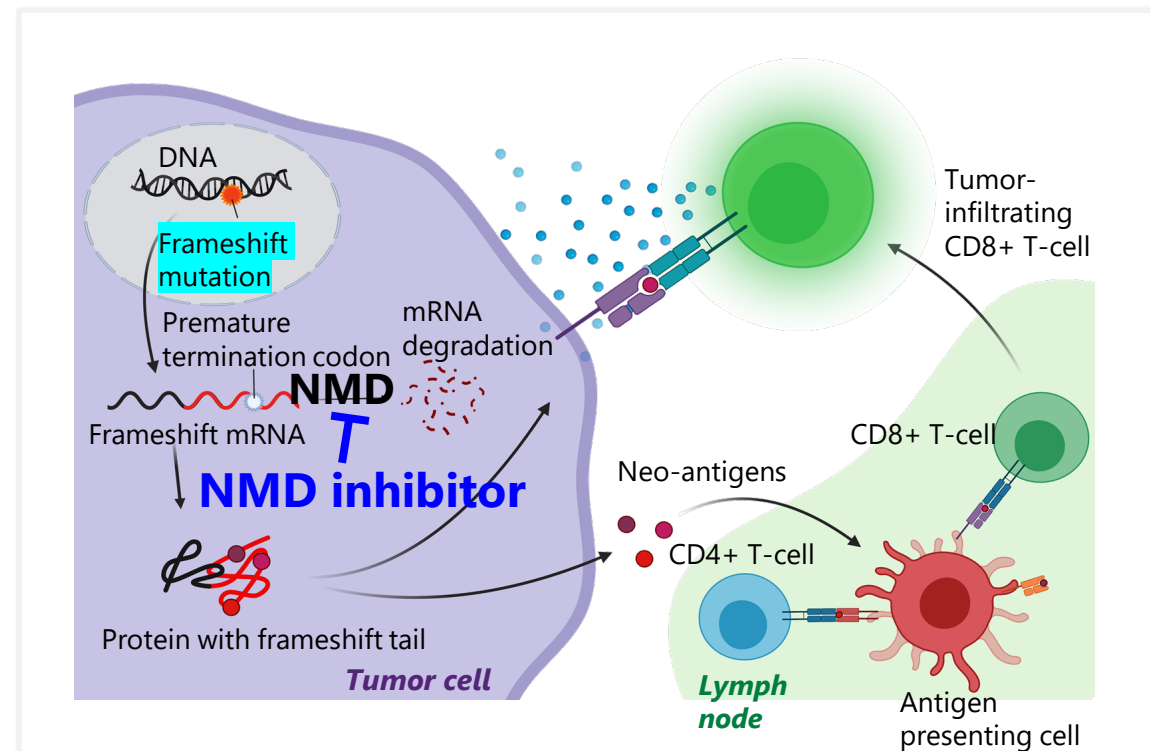 DNA
Frameshift
mutation
Premature
termination codon
NMD
mRNA
degradation
Frameshift mRNA
NMD inhibitor
Protein with frameshift tail
Tumor cell
Tumor-
infiltrating
CD8+ T-cell
CD8+ T-cell
Neo-antigens
CD4+ T-cell
Lymph
node
Antigen
presenting cell